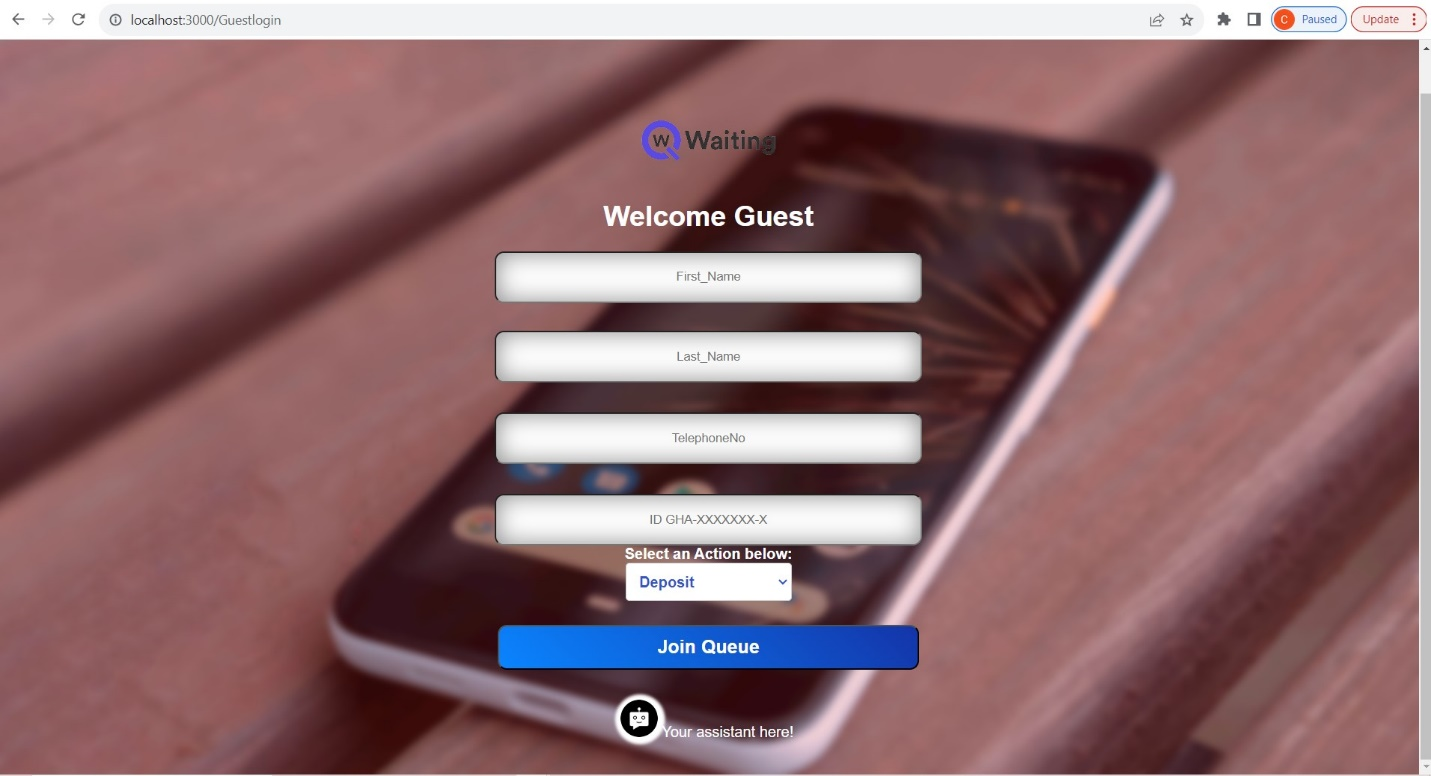 localhost:3000/Guestlogin
C Paused
Update
W Waiting
Welcome Guest
First_Name
Last_Name
TelephoneNo
ID GHA-XXXXXXX-X
Select an Action below:
Deposit
Join Queue
Your assistant here!